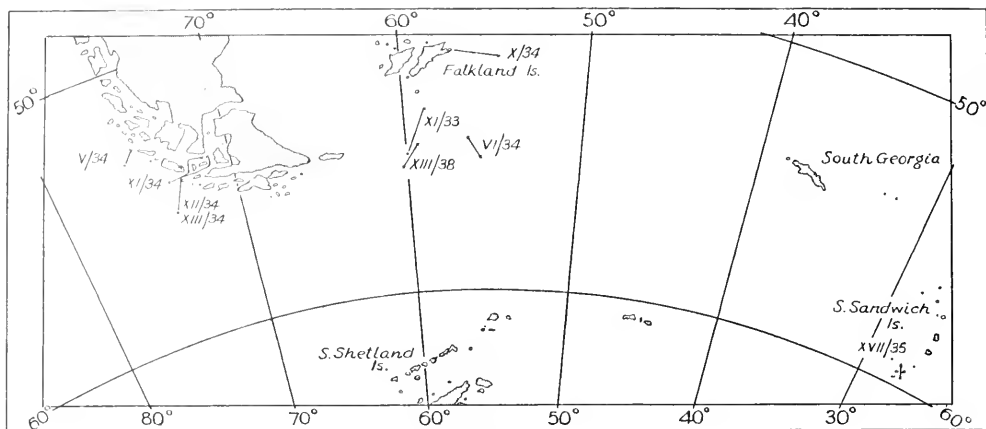 70° 60° 50° 40°
X/34
Falkland Is.
50° 50°
XI/33
VI/34
V/34
XIII/38
South Georgia
XI/34
XII/34
XIII/34
S. Sandwich
Is.
S. Shetland
Is.
XVII/35
60° 80° 70° 60° 50° 40° 30° 60°